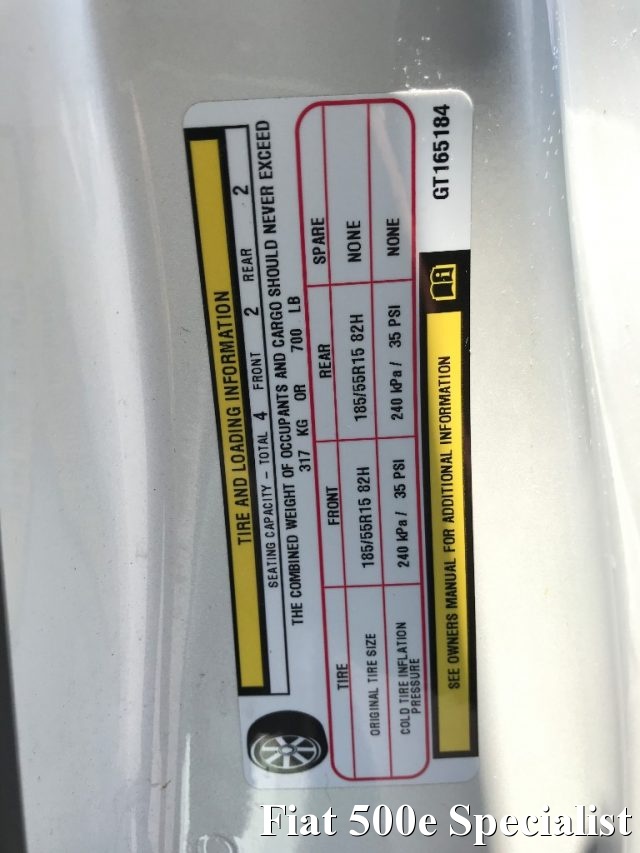 TIRE AND LOADING INFORMATION
SEATING CAPACITY - TOTAL 4 FRONT 2 REAR 2
THE COMBINED WEIGHT OF OCCUPANTS AND CARGO SHOULD NEVER EXCEED
317 KG OR 700 LB
TIRE FRONT REAR SPARE
ORIGINAL TIRE SIZE 185/55R15 82H 185/55R15 82H NONE
COLD TIRE INFLATION
PRESSURE 240 kPa / 35 PSI 240 kPa / 35 PSI NONE
SEE OWNERS MANUAL FOR ADDITIONAL INFORMATION
GT165184
Fiat 500e Specialist